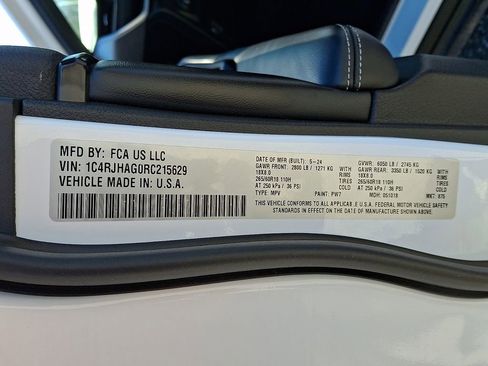 MFD BY: FCA US LLC
VIN: 1C4RJHAG0RC215629
VEHICLE MADE IN: U.S.A.
DATE OF MFR (BUILT): 5-24 GVWR: 6050 LB / 2745 KG
GAWR FRONT: 2800 LB / 1271 KG WITH GAWR REAR: 3350 LB / 1520 KG WITH
18X8.0 RIMS 18X8.0 RIMS
265/60R18 110H TIRES 265/60R18 110H TIRES
AT 250 kPa / 36 PSI AT 250 kPa / 36 PSI
TYPE: MPV PAINT: PW7 MDH: 051018 MKT: 875
THIS VEHICLE CONFORMS TO ALL APPLICABLE U.S.A. FEDERAL MOTOR VEHICLE SAFETY
STANDARDS IN EFFECT ON THE DATE OF MANUFACTURE SHOWN ABOVE.